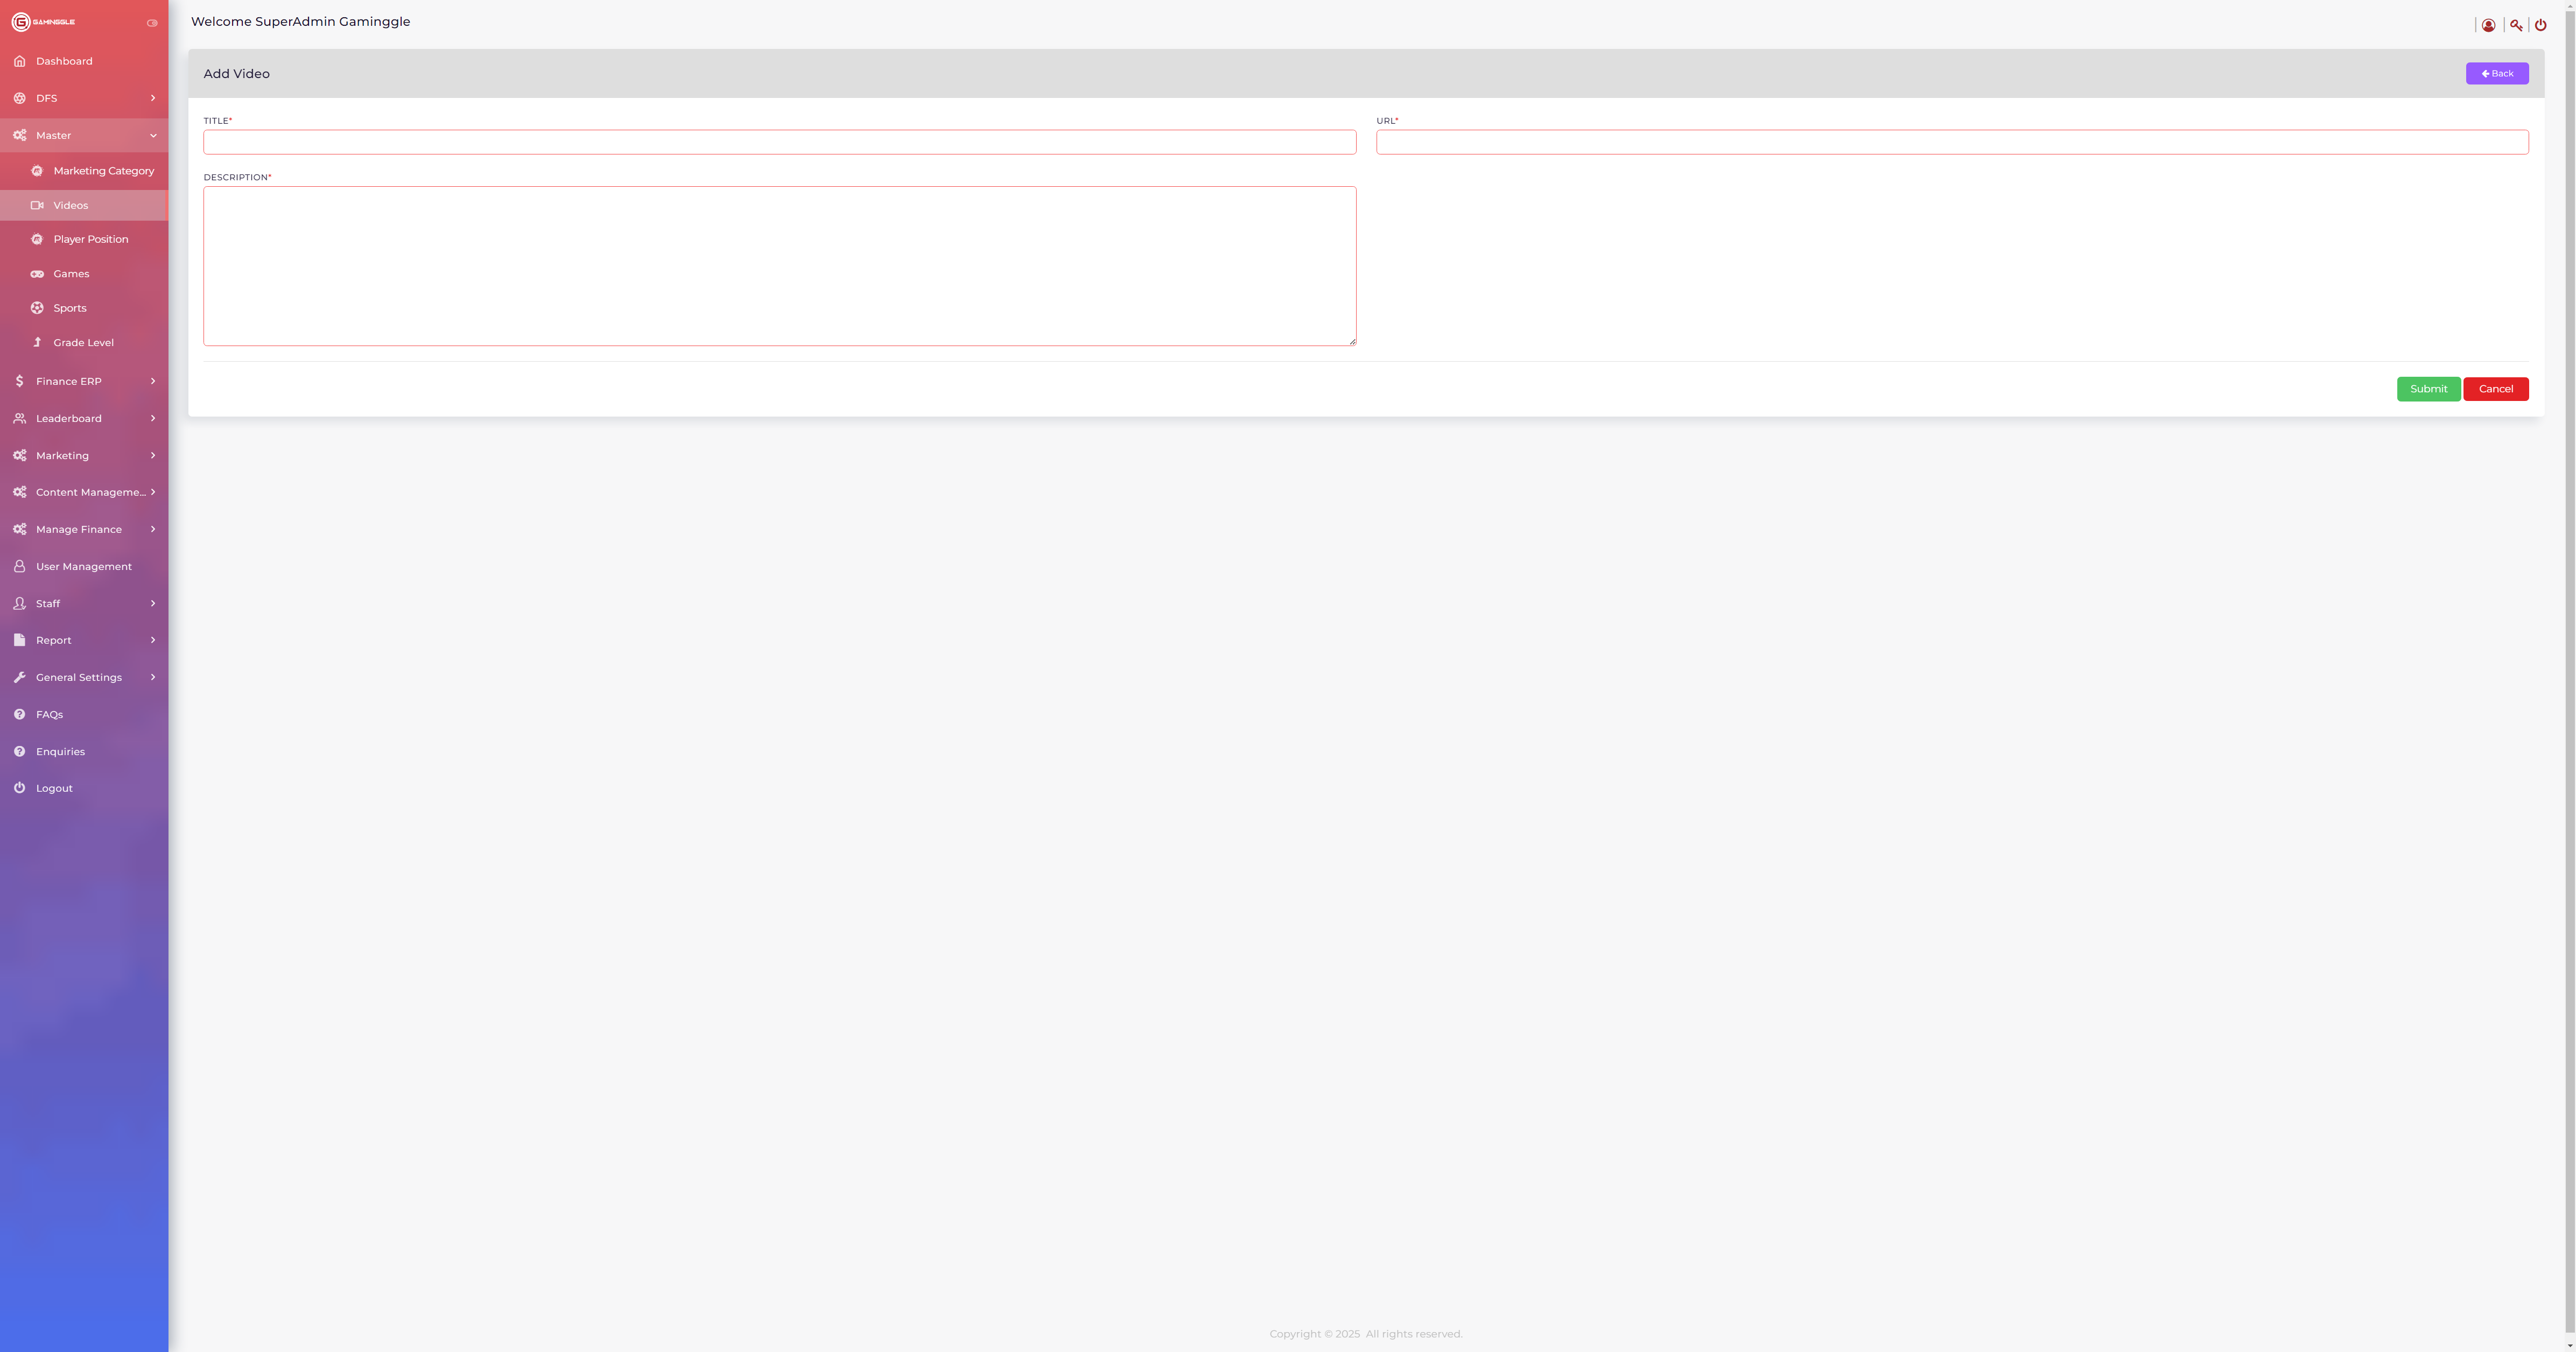 GAMINGGLE
Welcome SuperAdmin Gaminggle
Dashboard
DFS
Master
Marketing Category
Videos
Player Position
Games
Sports
Grade Level
Finance ERP
Leaderboard
Marketing
Content Manageme...
Manage Finance
User Management
Staff
Report
General Settings
FAQs
Enquiries
Logout
Add Video
Back
TITLE*
URL*
DESCRIPTION*
Submit
Cancel
Copyright © 2025 All rights reserved.